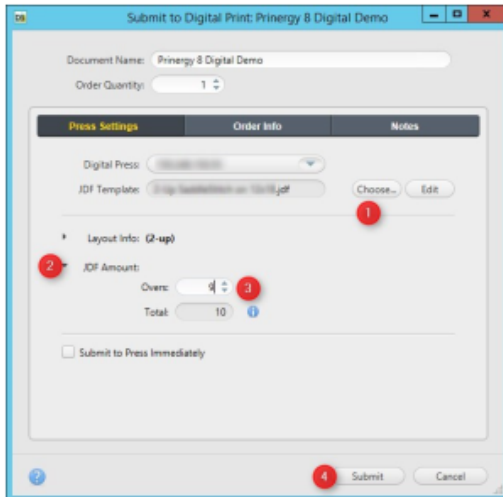 DB Submit to Digital Print: Prinergy 8 Digital Demo
Document Name: Prinergy 8 Digital Demo
Order Quantity: 1
Press Settings Order Info Notes
Digital Press:
JDF Template: .jdf Choose... Edit
1
Layout Info: (2-up)
2 JDF Amount:
Overs: 9 3
Total: 10
Submit to Press Immediately
4 Submit Cancel